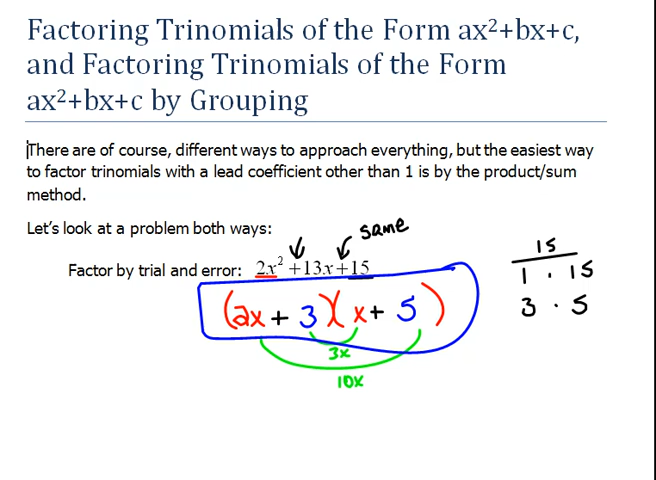 Factoring Trinomials of the Form ax²+bx+c,
and Factoring Trinomials of the Form
ax²+bx+c by Grouping
There are of course, different ways to approach everything, but the easiest way
to factor trinomials with a lead coefficient other than 1 is by the product/sum
method.
Let's look at a problem both ways:
same
Factor by trial and error: 2x² +13x+15
(2x + 3)(x + 5)
3x
10x
15
1 · 15
3 · 5